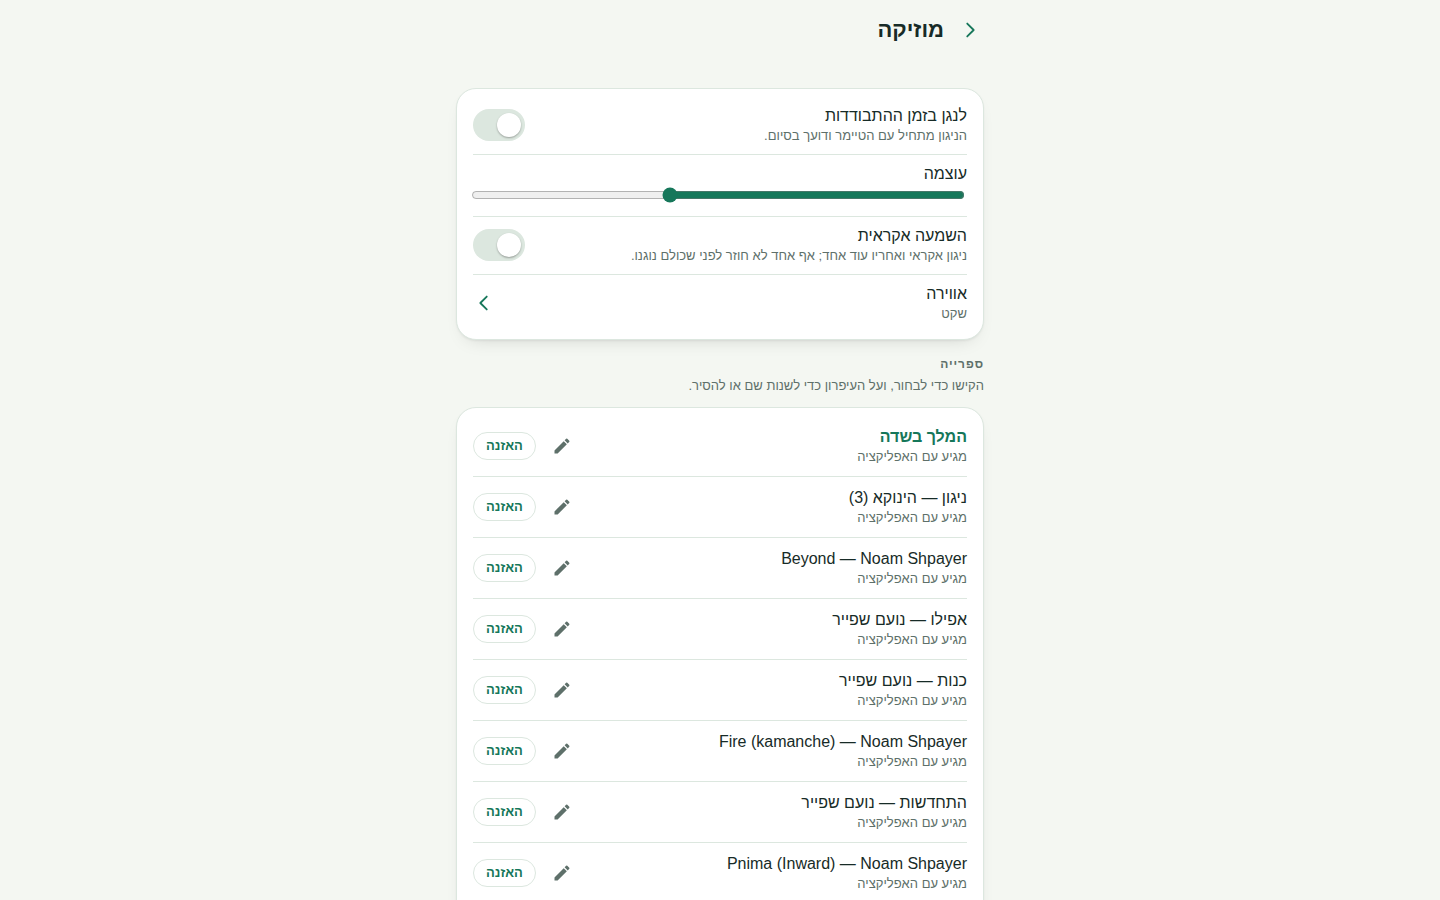 מוזיקה
לנגן בזמן ההתבודדות
הניגון מתחיל עם הטיימר ודועך בסיום.
עוצמה
השמעה אקראית
ניגון אקראי ואחריו עוד אחד; אף אחד לא חוזר לפני שכולם נוגנו.
אווירה
שקט
ספרייה
הקישו כדי לבחור, ועל העיפרון כדי לשנות שם או להסיר.
המלך בשדה
מגיע עם האפליקציה
האזנה
ניגון — הינוקא (3)
מגיע עם האפליקציה
האזנה
Beyond — Noam Shpayer
מגיע עם האפליקציה
האזנה
אפילו — נועם שפייר
מגיע עם האפליקציה
האזנה
כנות — נועם שפייר
מגיע עם האפליקציה
האזנה
Fire (kamanche) — Noam Shpayer
מגיע עם האפליקציה
האזנה
התחדשות — נועם שפייר
מגיע עם האפליקציה
האזנה
Pnima (Inward) — Noam Shpayer
מגיע עם האפליקציה
האזנה